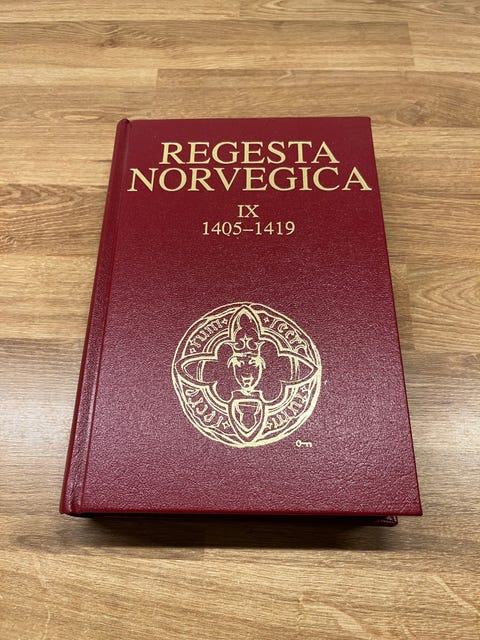 REGESTA
NORVEGICA
IX
1405–1419